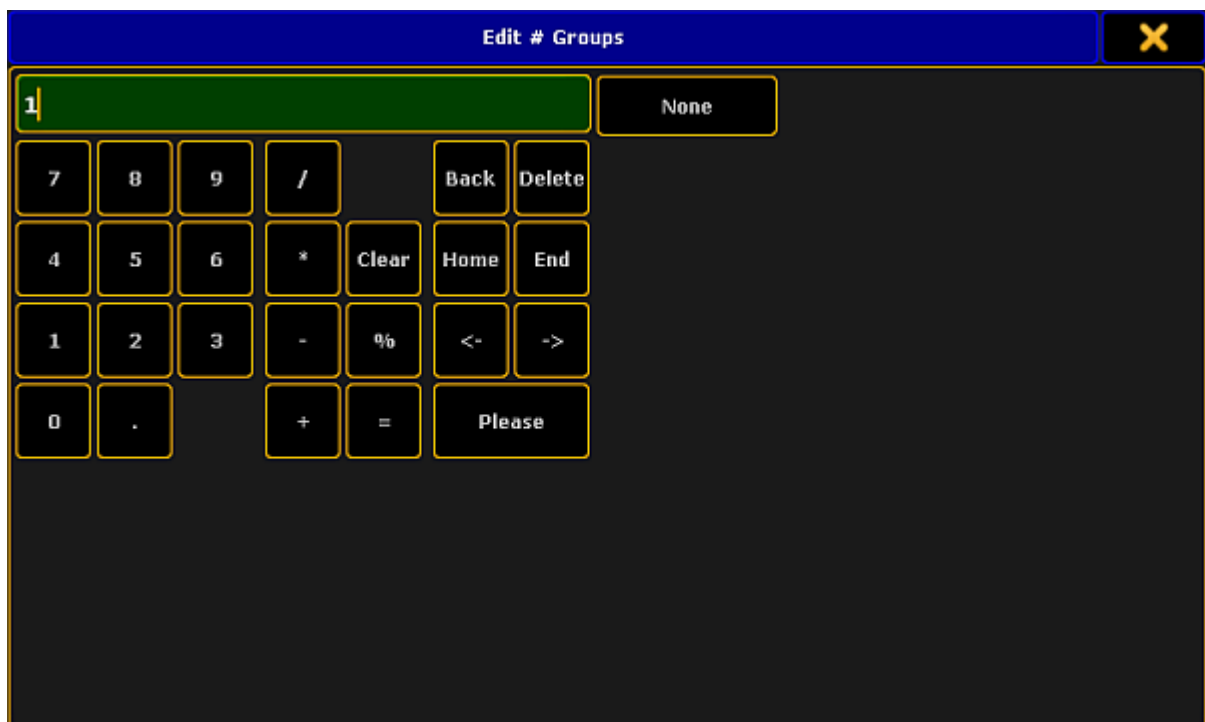 Edit # Groups
1
None
7 8 9 / Back Delete
4 5 6 * Clear Home End
1 2 3 - % <- ->
0 . + = Please